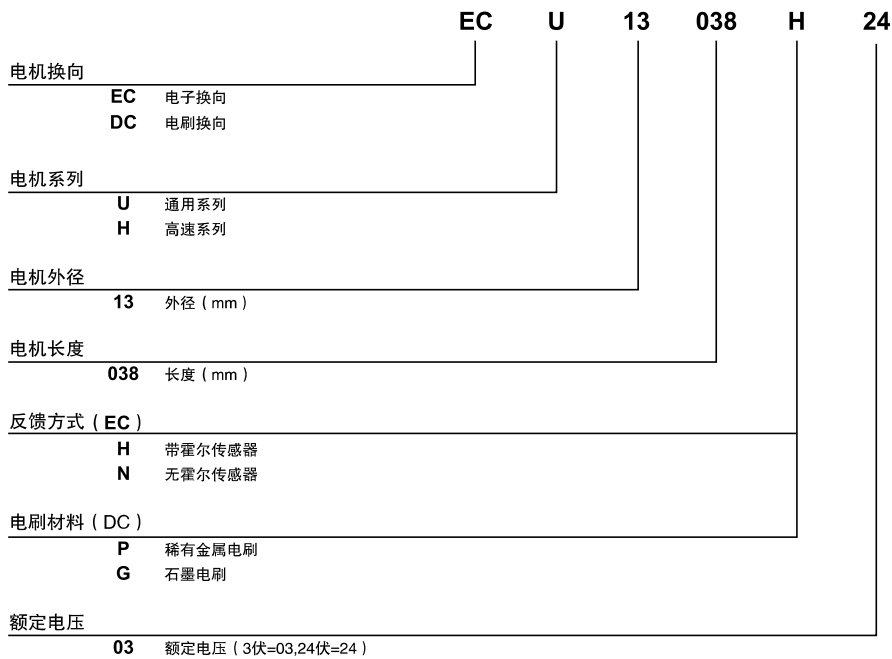 EC U 13 038 H 24
电机换向
EC 电子换向
DC 电刷换向
电机系列
U 通用系列
H 高速系列
电机外径
13 外径（mm）
电机长度
038 长度（mm）
反馈方式（EC）
H 带霍尔传感器
N 无霍尔传感器
电刷材料（DC）
P 稀有金属电刷
G 石墨电刷
额定电压
03 额定电压（3伏=03,24伏=24）